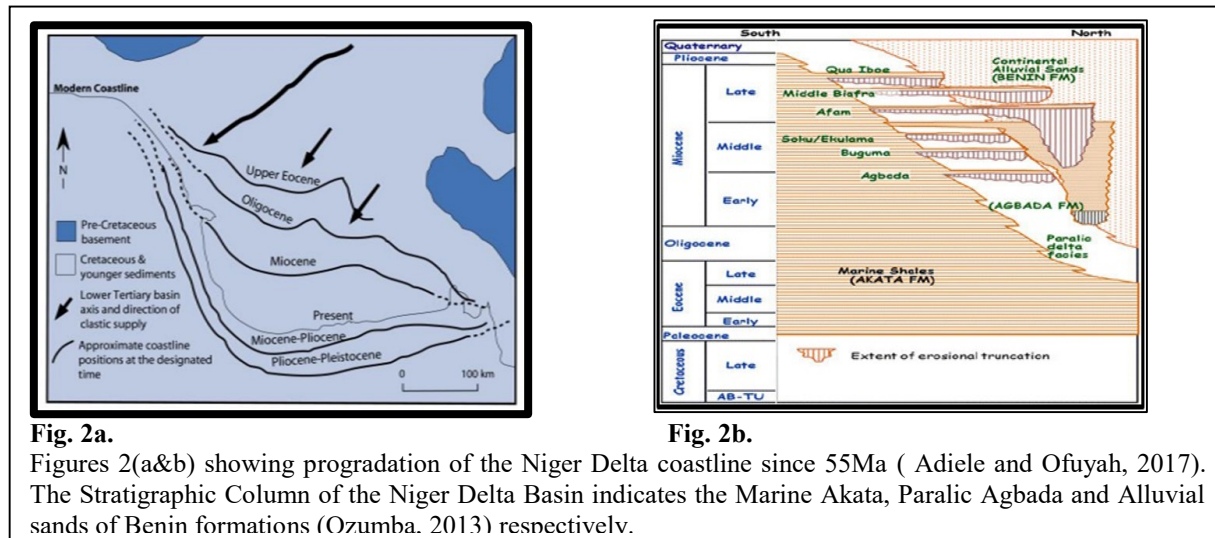 Modern Coastline
N
Upper Eocene
Oligocene
Miocene
Present
Miocene-Pliocene
Pliocene-Pleistocene
Pre-Cretaceous
basement
Cretaceous &
younger sediments
Lower Tertiary basin
axis and direction of
clastic supply
Approximate coastline
positions at the designated
time
0 100 km
South North
Quaternary
Pliocene
Miocene
Late
Middle
Early
Oligocene
Eocene
Late
Middle
Early
Paleocene
Cretaceous
Late
AB-TU
Qua Iboe
Middle Biafra
Afam
Soku/Ekulama
Buguma
Agbada
Continental
Alluvial Sands
(BENIN FM)
(AGBADA FM)
Paralic
delta
facies
Marine Shales
(AKATA FM)
Extent of erosional truncation
Fig. 2a. Fig. 2b.
Figures 2(a&b) showing progradation of the Niger Delta coastline since 55Ma ( Adiele and Ofuyah, 2017).
The Stratigraphic Column of the Niger Delta Basin indicates the Marine Akata, Paralic Agbada and Alluvial
sands of Benin formations (Ozumba, 2013) respectively.